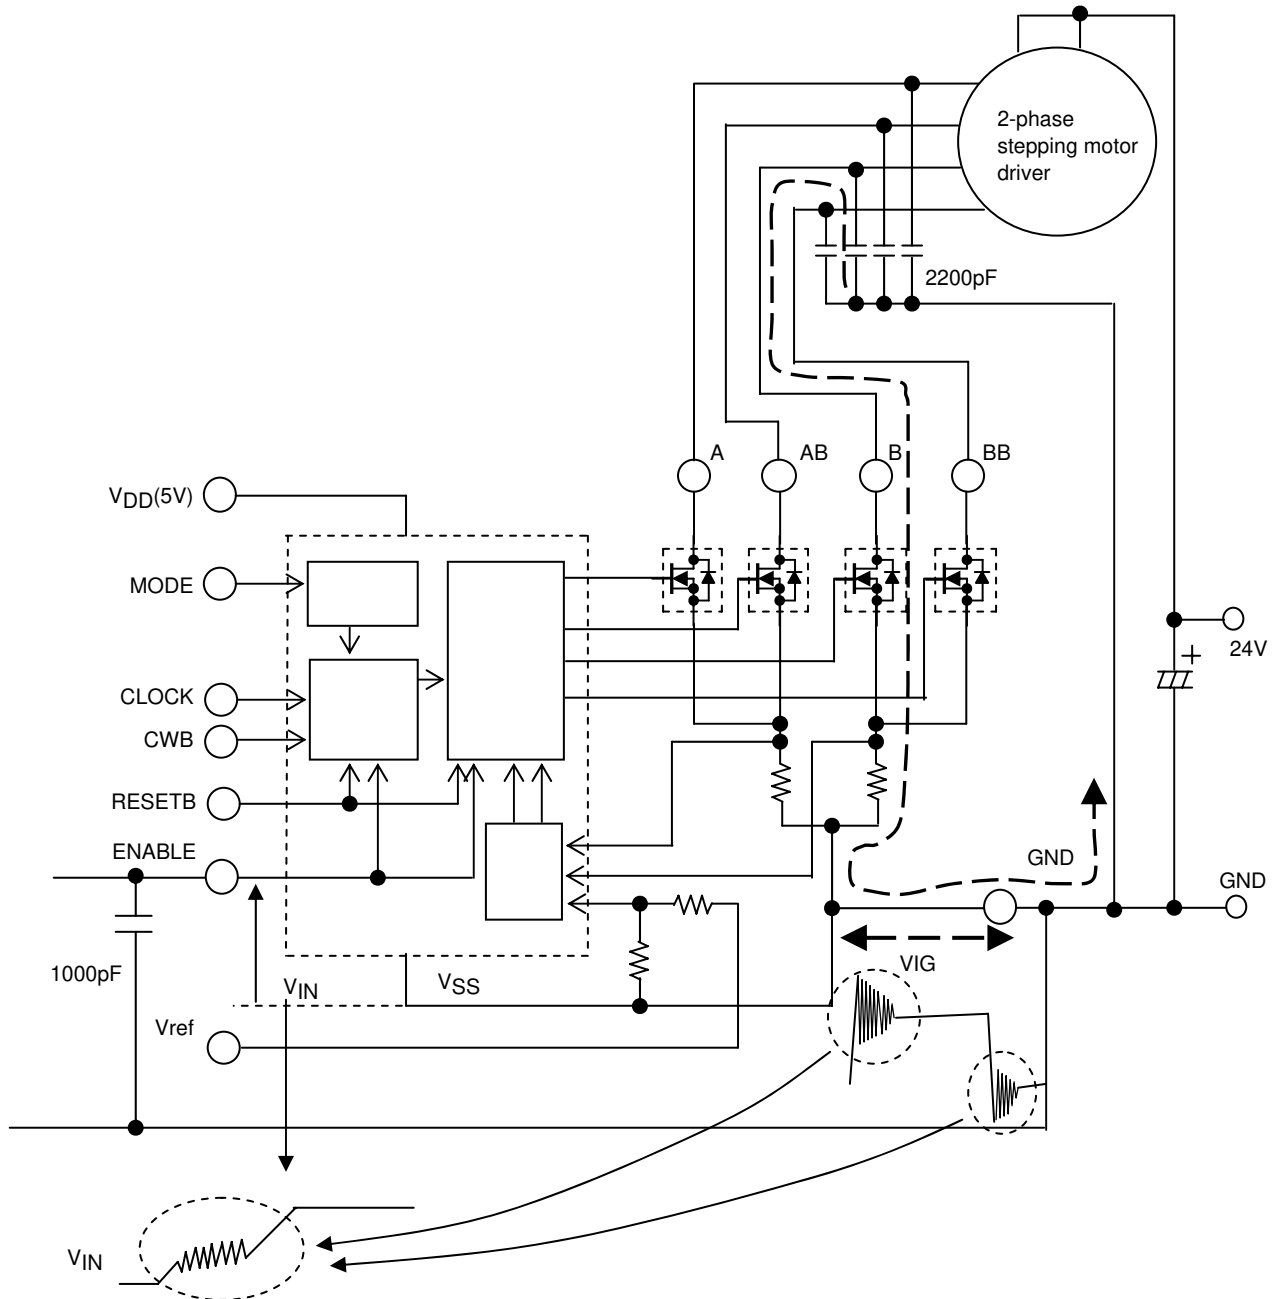 2-phase
stepping motor
driver
2200pF
A
AB
B
BB
VDD(5V)
MODE
24V
+
CLOCK
CWB
RESETB
ENABLE
GND
GND
1000pF
VIN
VSS
VIG
Vref
VIN